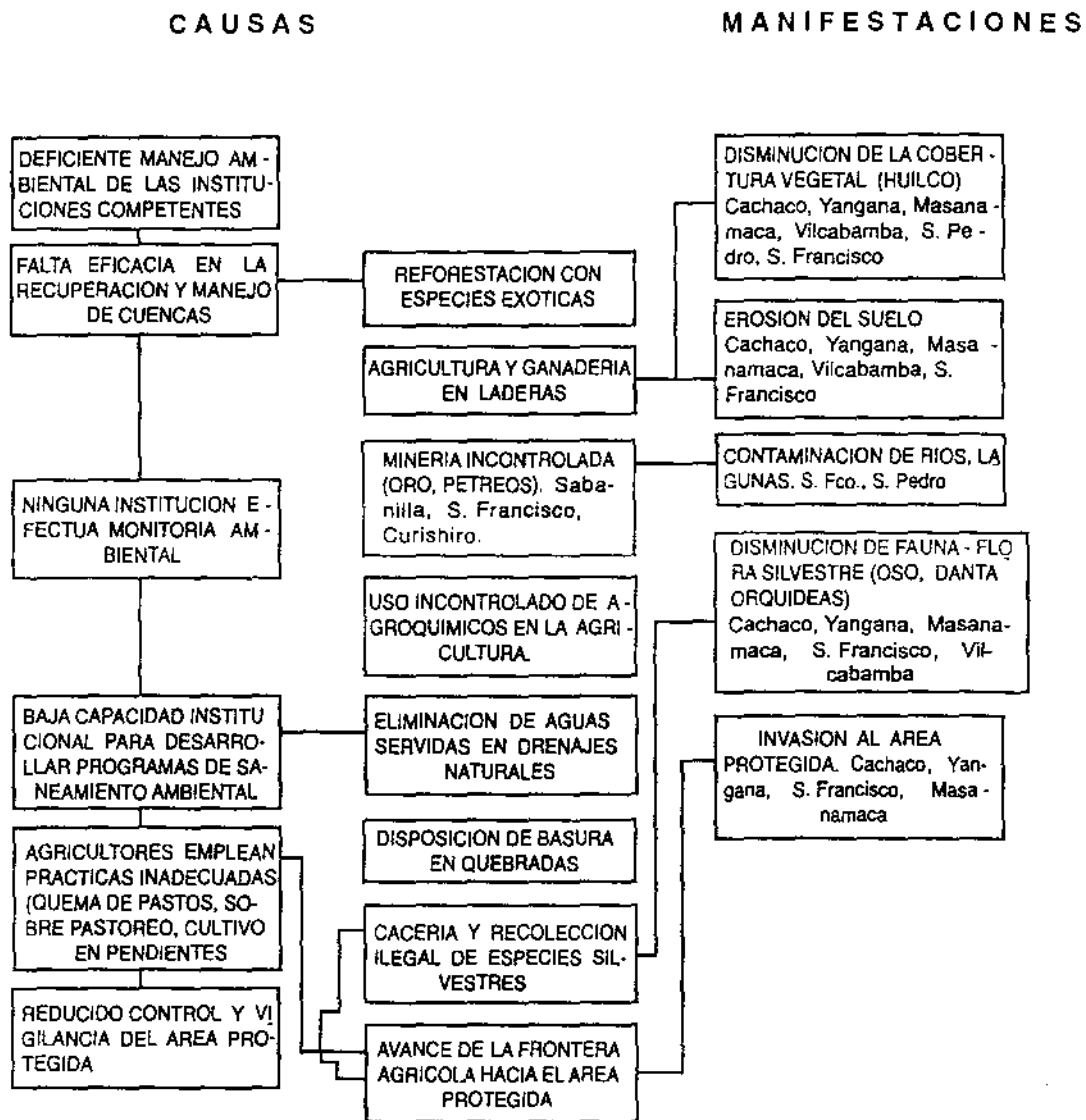 CAUSAS
MANIFESTACIONES
DEFICIENTE MANEJO AM -
BIENTAL DE LAS INSTITU-
CIONES COMPETENTES
FALTA EFICACIA EN LA
RECUPERACION Y MANEJO
DE CUENCAS
NINGUNA INSTITUCION E -
FECTUA MONITORIA AM -
BIENTAL
BAJA CAPACIDAD INSTITU
CIONAL PARA DESARRO-
LLAR PROGRAMAS DE SA-
NEAMIENTO AMBIENTAL
AGRICULTORES EMPLEAN
PRACTICAS INADECUADAS
(QUEMA DE PASTOS, SO-
BRE PASTOREO, CULTIVO
EN PENDIENTES
REDUCIDO CONTROL Y VI
GILANCIA DEL AREA PRO-
TEGIDA
REFORESTACION CON
ESPECIES EXOTICAS
AGRICULTURA Y GANADERIA
EN LADERAS
MINERIA INCONTROLADA
(ORO, PETREOS). Saba-
nilla, S. Francisco,
Curishiro.
USO INCONTROLADO DE A -
GROQUIMICOS EN LA AGRI -
CULTURA.
ELIMINACION DE AGUAS
SERVIDAS EN DRENAJES
NATURALES
DISPOSICION DE BASURA
EN QUEBRADAS
CACERIA Y RECOLECCION
ILEGAL DE ESPECIES SIL-
VESTRES
AVANCE DE LA FRONTERA
AGRICOLA HACIA EL AREA
PROTEGIDA
DISMINUCION DE LA COBER -
TURA VEGETAL (HUILCO)
Cachaco, Yangana, Masana -
maca, Vilcabamba, S. Pe -
dro, S. Francisco
EROSION DEL SUELO
Cachaco, Yangana, Masa -
namaca, Vilcabamba, S.
Francisco
CONTAMINACION DE RIOS, LA
GUNAS. S. Fco., S. Pedro
DISMINUCION DE FAUNA - FLO
RA SILVESTRE (OSO, DANTA
ORQUIDEAS)
Cachaco, Yangana, Masana-
maca, S. Francisco, Vil-
cabamba
INVASION AL AREA
PROTEGIDA. Cachaco, Yan-
gana, S. Francisco, Masa -
namaca